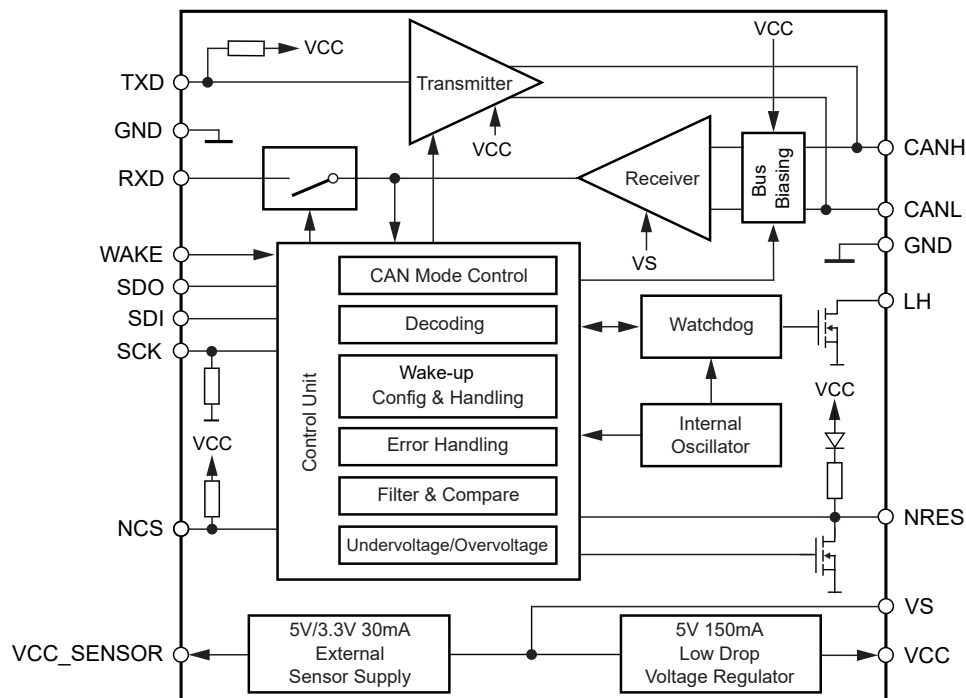 VCC
VCC
TXD
Transmitter
GND
VCC
CANH
RXD
Receiver
Bus
Biasing
CANL
WAKE
VS
GND
SDO
CAN Mode Control
LH
SDI
Decoding
Watchdog
SCK
Wake-up
Config & Handling
VCC
Control Unit
Internal
Oscillator
VCC
Error Handling
Filter & Compare
NCS
NRES
Undervoltage/Overvoltage
VS
5V/3.3V 30mA
External
Sensor Supply
5V 150mA
Low Drop
Voltage Regulator
VCC_SENSOR
VCC